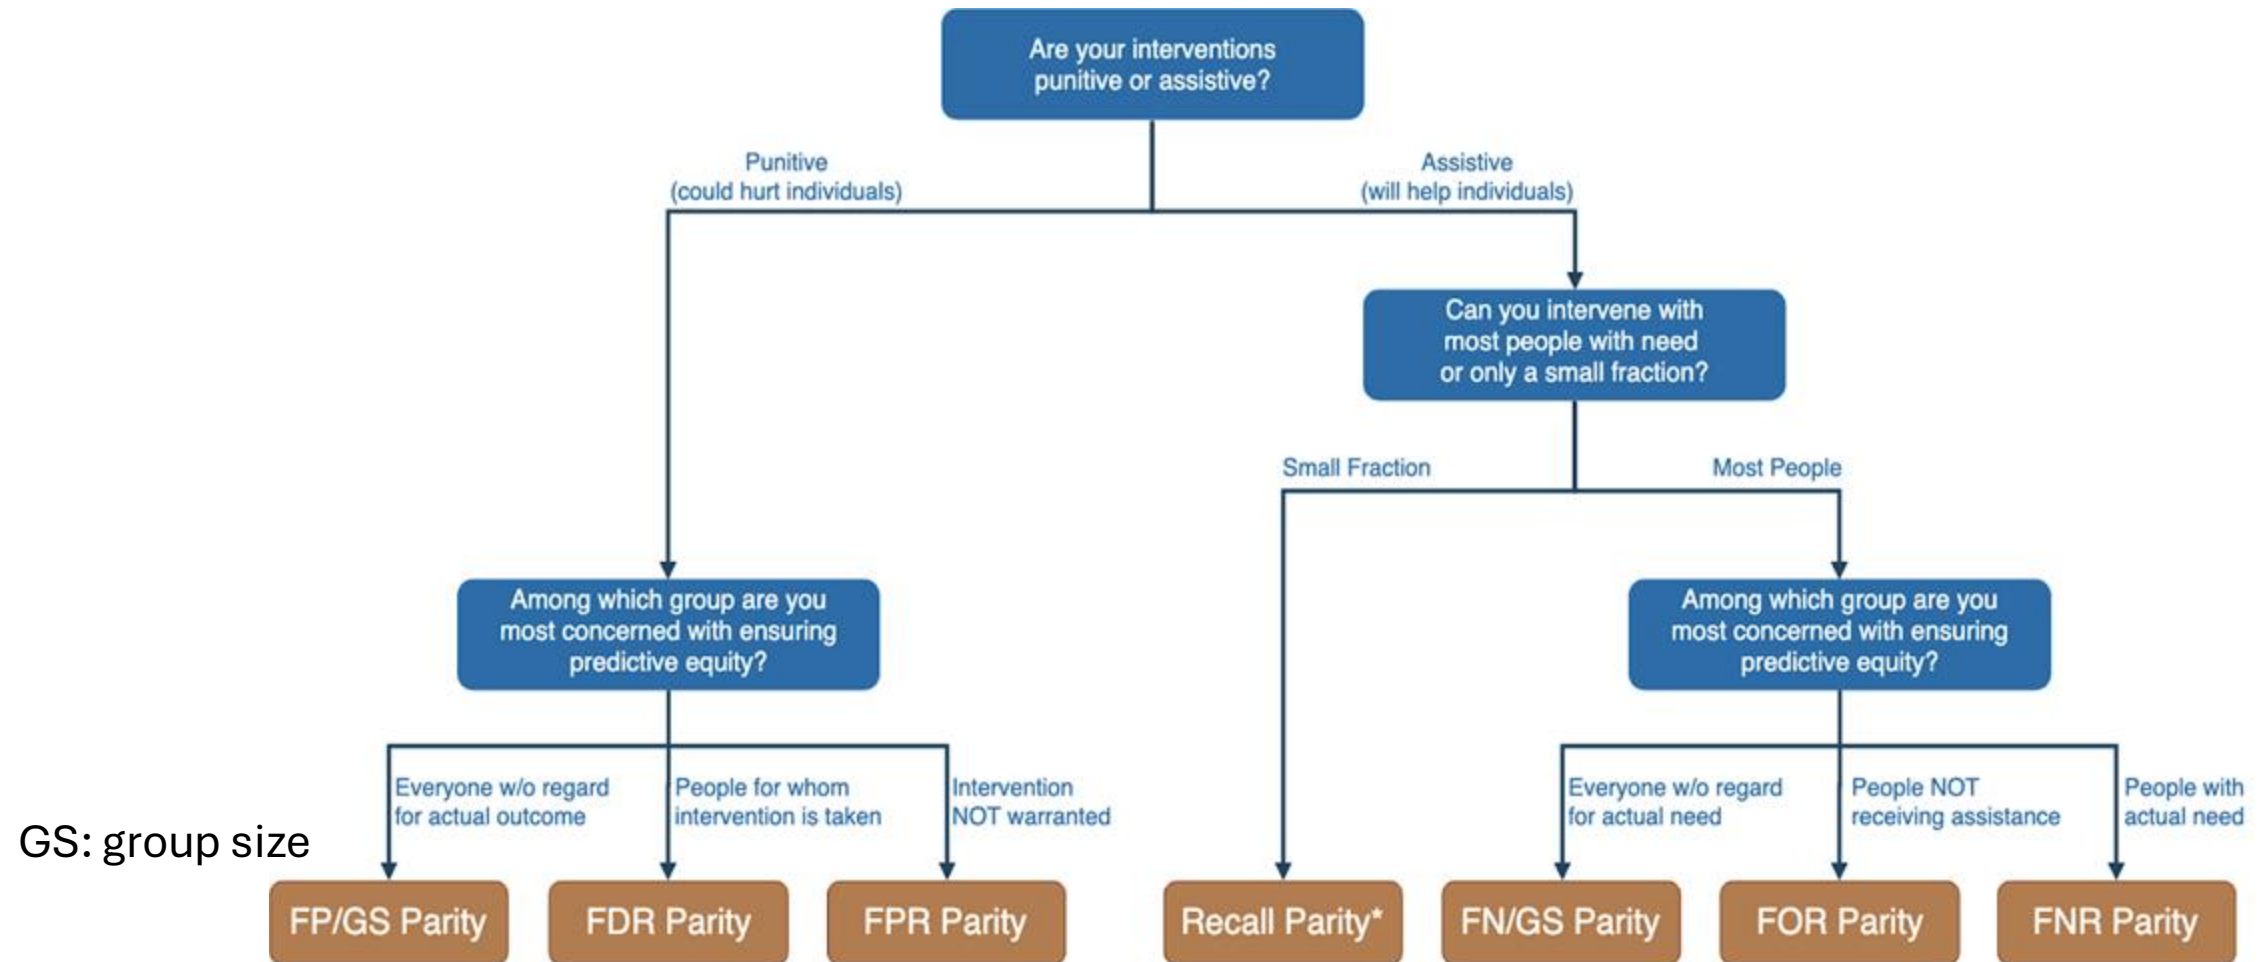 Are your interventions
punitive or assistive?
Punitive
(could hurt individuals)
Assistive
(will help individuals)
Can you intervene with
most people with need
or only a small fraction?
Small Fraction
Most People
Among which group are you
most concerned with ensuring
predictive equity?
Among which group are you
most concerned with ensuring
predictive equity?
Everyone w/o regard
for actual outcome
People for whom
intervention is taken
Intervention
NOT warranted
Everyone w/o regard
for actual need
People NOT
receiving assistance
People with
actual need
GS: group size
FP/GS Parity
FDR Parity
FPR Parity
Recall Parity*
FN/GS Parity
FOR Parity
FNR Parity